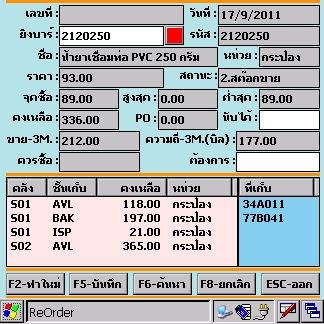 เลขที่ : วันที่ : 17/9/2011
ยิงบาร์ : 2120250 รหัส : 2120250
ชื่อ : น้ำยาเชื่อมท่อ PVC 250 กรัม หน่วย : กระป๋อง
ราคา : 93.00 สถานะ : 2.สต๊อกขาย
จุดซื้อ : 89.00 สูงสุด : 0.00 ต่ำสุด : 89.00
คงเหลือ : 336.00 PO : 0.00 นับได้ :
ขาย-3M. : 212.00 ความถี่-3M.(บิล) : 177.00
ควรซื้อ : ต้องการ :
คลัง ชั้นเก็บ คงเหลือ หน่วย ที่เก็บ
S01 AVL 118.00 กระป๋อง 34A011
S01 BAK 197.00 กระป๋อง 77B041
S01 ISP 21.00 กระป๋อง
S02 AVL 365.00 กระป๋อง
F2-ทำใหม่ F5-บันทึก F6-ค้นหา F8-ยกเลิก ESC-ออก
ReOrder